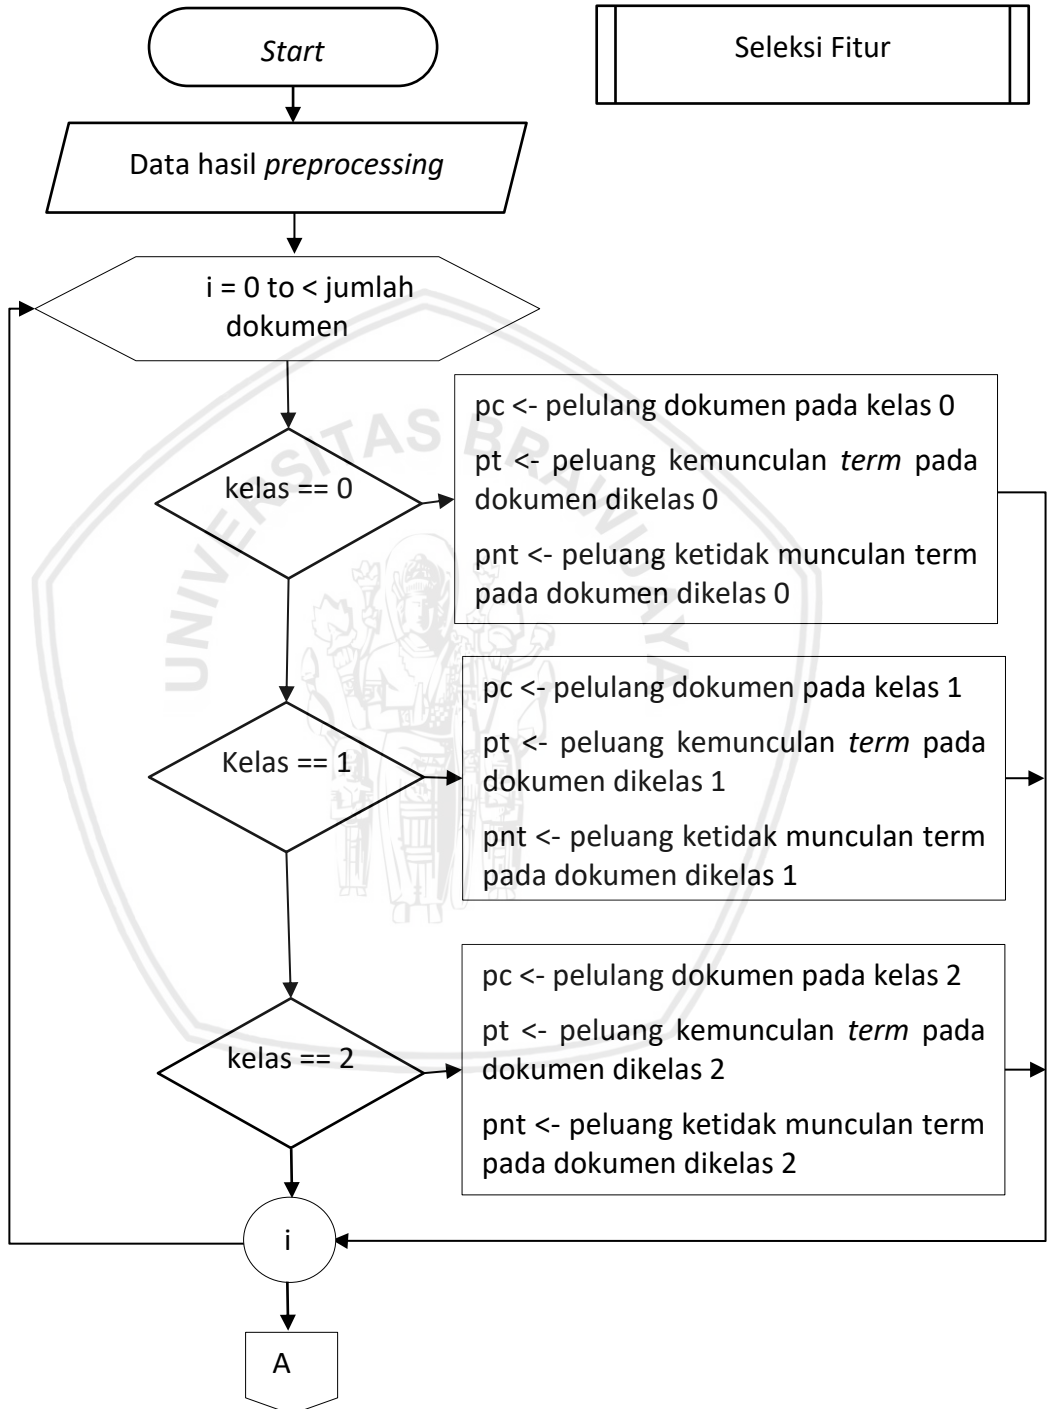 Start
Seleksi Fitur
Data hasil preprocessing
i = 0 to < jumlah
dokumen
kelas == 0
pc <- pelulang dokumen pada kelas 0
pt <- peluang kemunculan term pada
dokumen dikelas 0
pnt <- peluang ketidak munculan term
pada dokumen dikelas 0
Kelas == 1
pc <- pelulang dokumen pada kelas 1
pt <- peluang kemunculan term pada
dokumen dikelas 1
pnt <- peluang ketidak munculan term
pada dokumen dikelas 1
kelas == 2
pc <- pelulang dokumen pada kelas 2
pt <- peluang kemunculan term pada
dokumen dikelas 2
pnt <- peluang ketidak munculan term
pada dokumen dikelas 2
i
A
UNIVERSITAS BRAWIJAYA